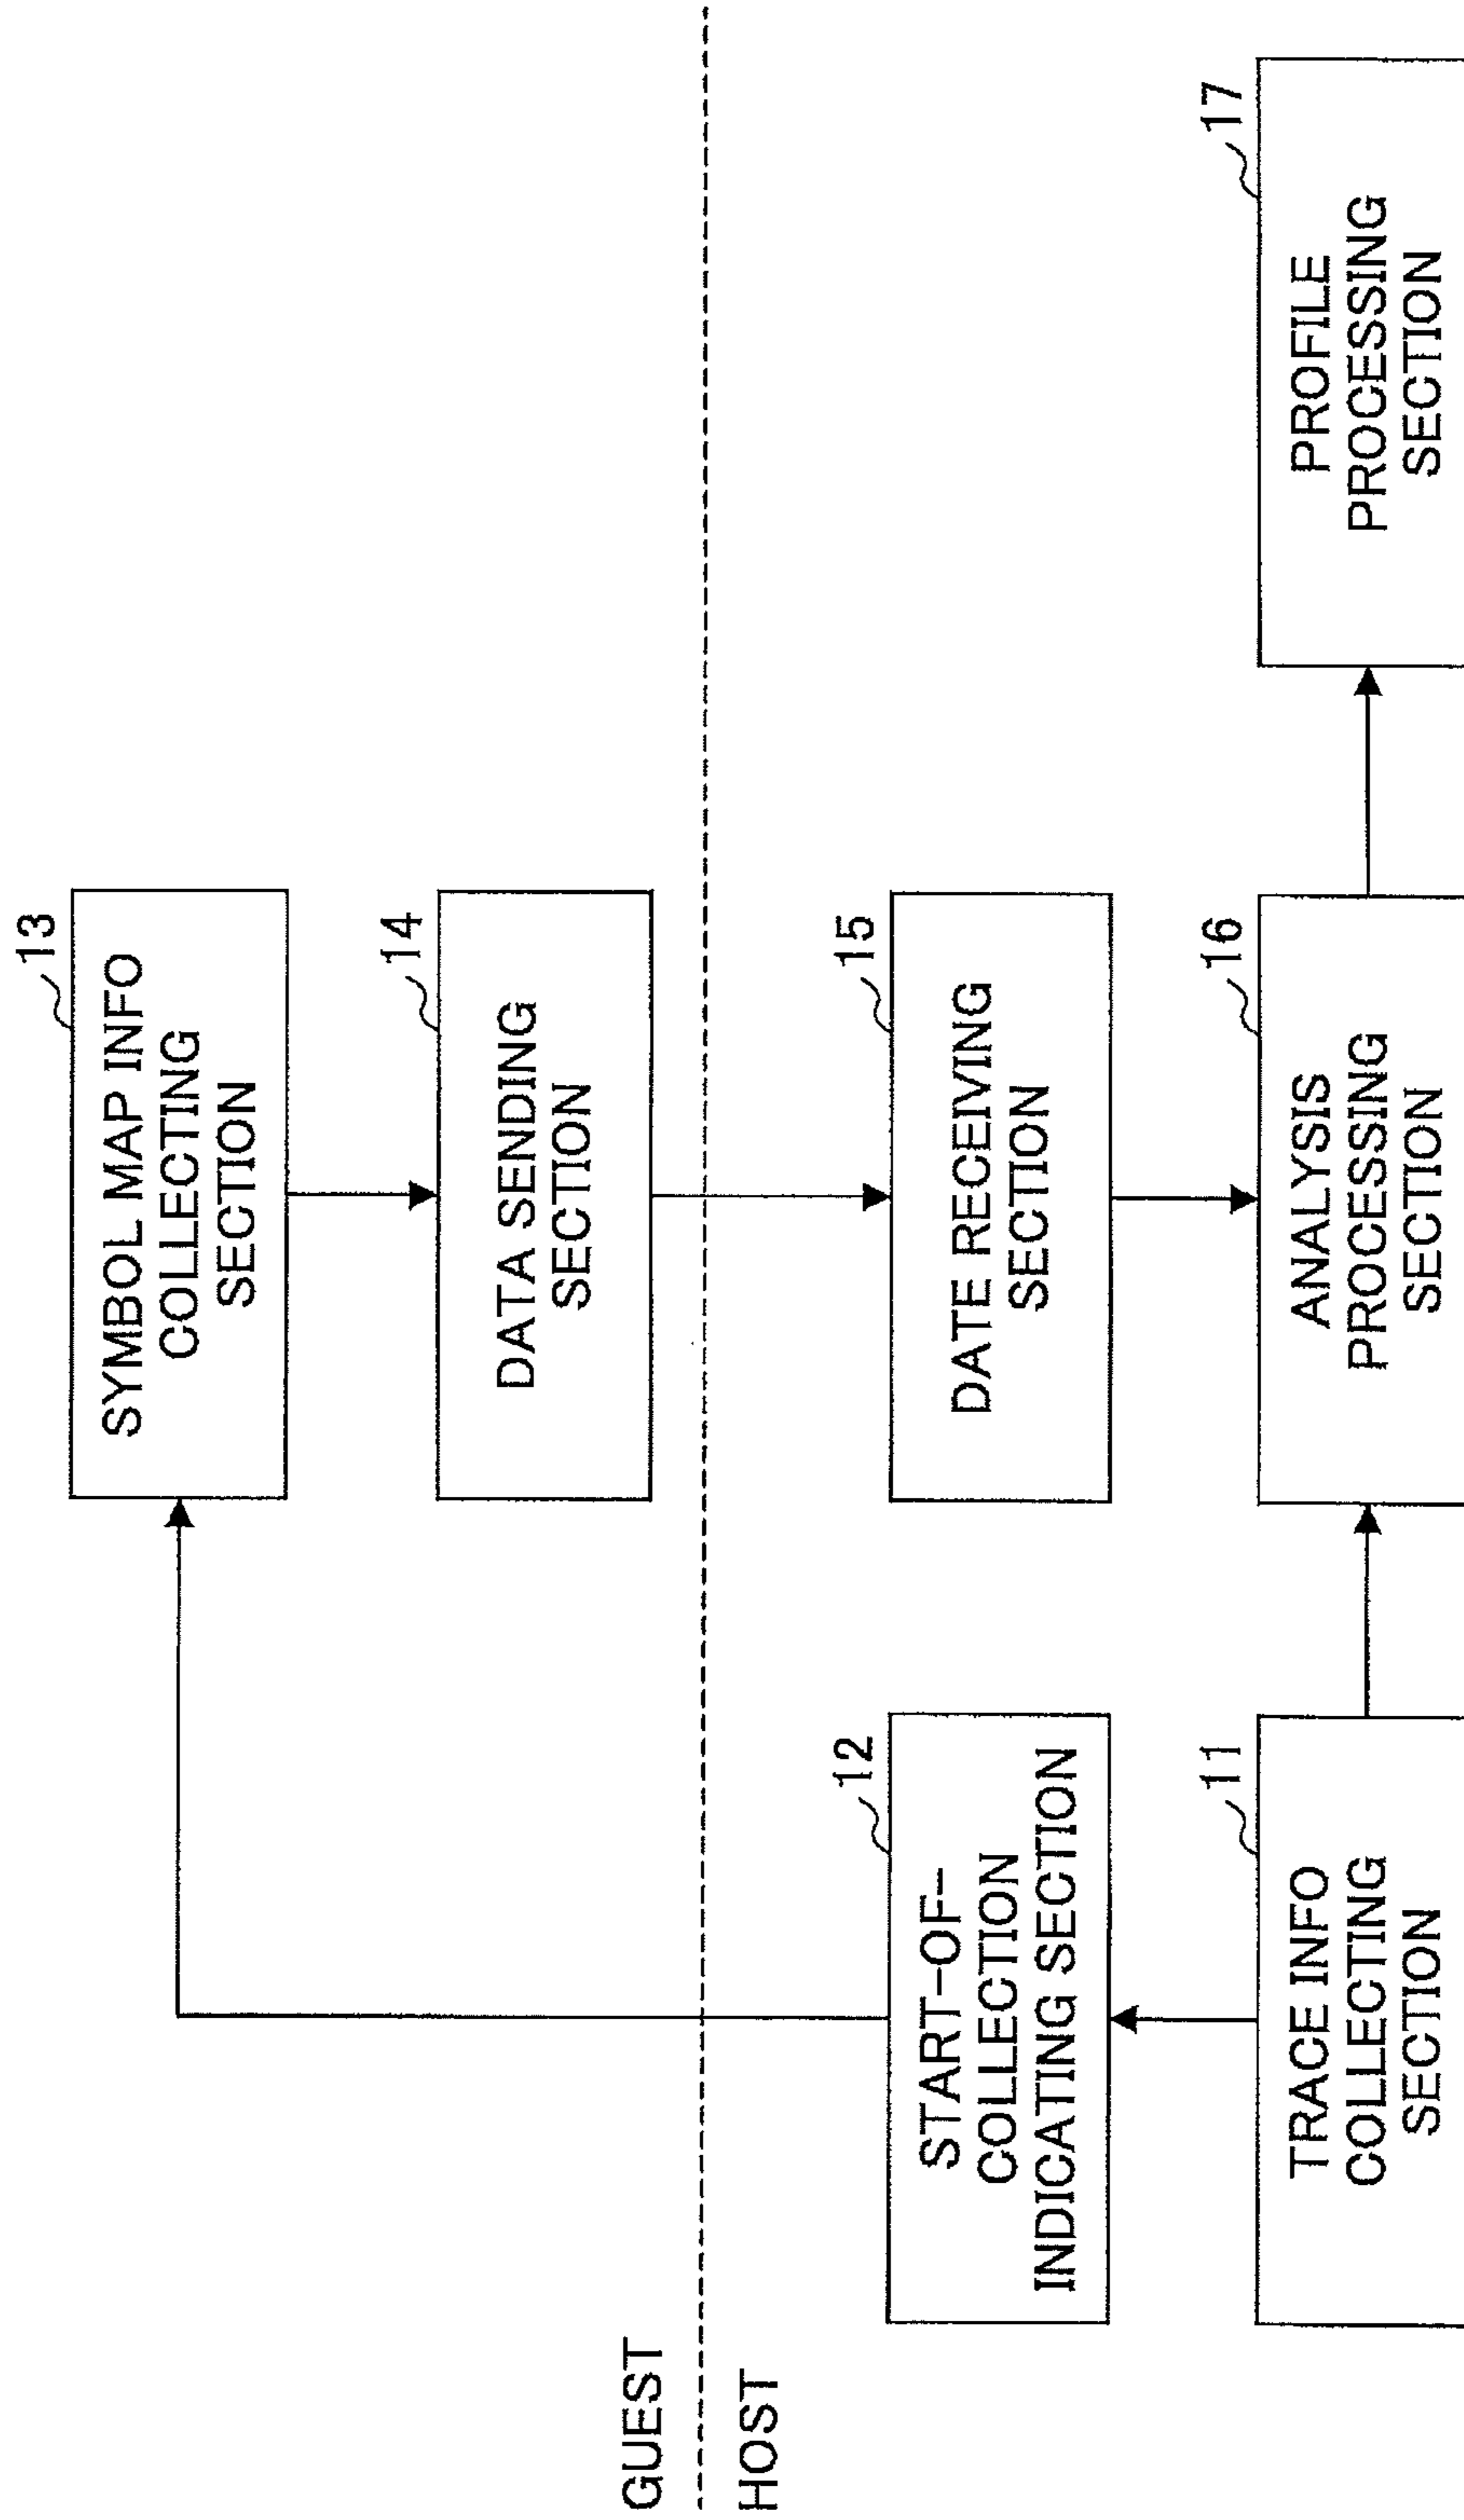 13
SYMBOL MAP INFO
COLLECTING
SECTION
14
DATA SENDING
SECTION
GUEST
HOST
12
START-OF-
COLLECTION
INDICATING SECTION
15
DATE RECEIVING
SECTION
11
TRACE INFO
COLLECTING
SECTION
16
ANALYSIS
PROCESSING
SECTION
17
PROFILE
PROCESSING
SECTION